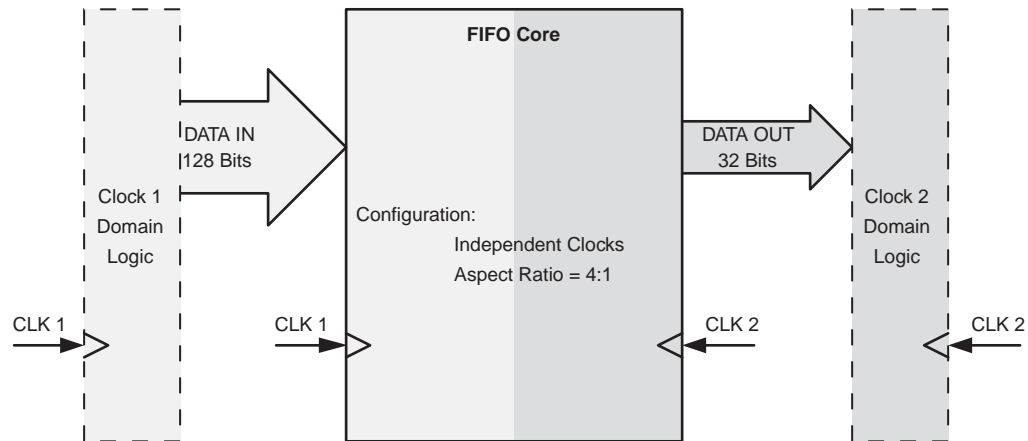 FIFO Core
DATA IN
128 Bits
DATA OUT
32 Bits
Clock 1
Domain
Logic
Configuration:
Independent Clocks
Aspect Ratio = 4:1
Clock 2
Domain
Logic
CLK 1
CLK 1
CLK 2
CLK 2